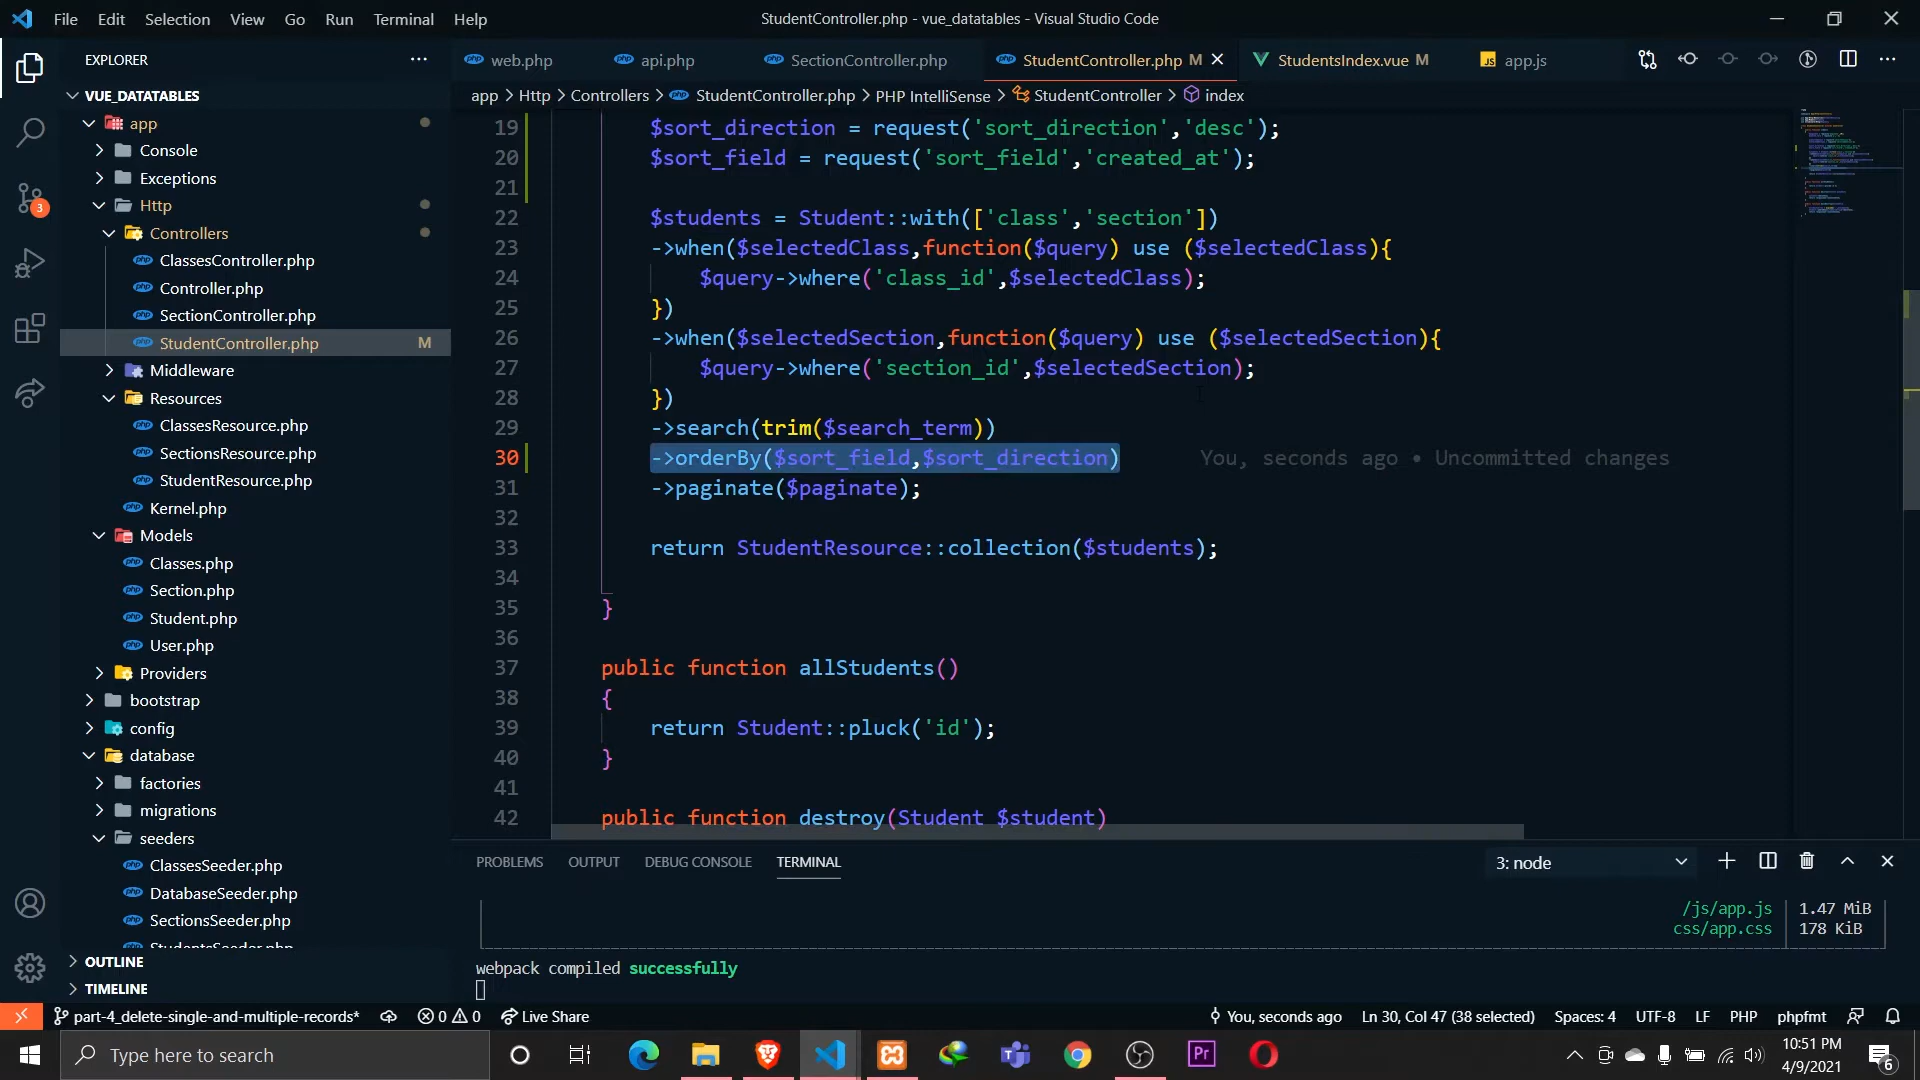 File Edit Selection View Go Run Terminal Help
StudentController.php - vue_datatables - Visual Studio Code
EXPLORER
web.php
api.php
SectionController.php
StudentController.php M
StudentsIndex.vue M
JS app.js
app > Http > Controllers > StudentController.php > PHP IntelliSense > StudentController > index
VUE_DATATABLES
app
Console
Exceptions
Http
Controllers
ClassesController.php
Controller.php
SectionController.php
StudentController.php M
Middleware
Resources
ClassesResource.php
SectionsResource.php
StudentResource.php
Kernel.php
Models
Classes.php
Section.php
Student.php
User.php
Providers
bootstrap
config
database
factories
migrations
seeders
ClassesSeeder.php
DatabaseSeeder.php
SectionsSeeder.php
StudentsSeeder.php
OUTLINE
TIMELINE
3
19 $sort_direction = request('sort_direction','desc');
20 $sort_field = request('sort_field','created_at');
21
22 $students = Student::with(['class','section'])
23 ->when($selectedClass,function($query) use ($selectedClass){
24 $query->where('class_id',$selectedClass);
25 })
26 ->when($selectedSection,function($query) use ($selectedSection){
27 $query->where('section_id',$selectedSection);
28 })
29 ->search(trim($search_term))
30 ->orderBy($sort_field,$sort_direction) You, seconds ago • Uncommitted changes
31 ->paginate($paginate);
32
33 return StudentResource::collection($students);
34
35 }
36
37 public function allStudents()
38 {
39 return Student::pluck('id');
40 }
41
42 public function destroy(Student $student)
PROBLEMS OUTPUT DEBUG CONSOLE TERMINAL
3: node
/js/app.js | 1.47 MiB
css/app.css | 178 KiB
webpack compiled successfully
part-4_delete-single-and-multiple-records* 0 0 Live Share
You, seconds ago Ln 30, Col 47 (38 selected) Spaces: 4 UTF-8 LF PHP phpfmt
Type here to search
Pr
10:51 PM
4/9/2021
6